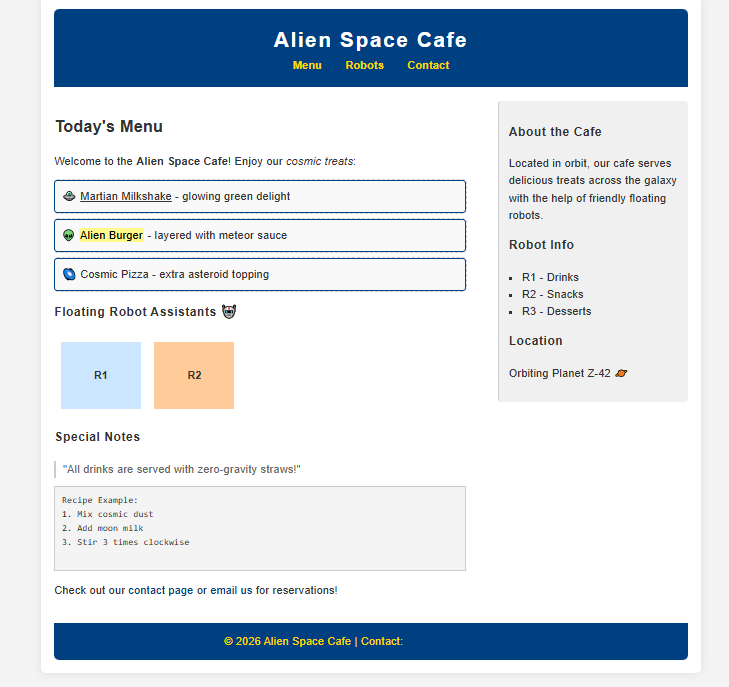 Alien Space Cafe
Menu Robots Contact
Today's Menu
Welcome to the Alien Space Cafe! Enjoy our cosmic treats:
Martian Milkshake - glowing green delight
Alien Burger - layered with meteor sauce
Cosmic Pizza - extra asteroid topping
Floating Robot Assistants
R1
R2
Special Notes
"All drinks are served with zero-gravity straws!"
Recipe Example:
1. Mix cosmic dust
2. Add moon milk
3. Stir 3 times clockwise
Check out our contact page or email us for reservations!
About the Cafe
Located in orbit, our cafe serves
delicious treats across the galaxy
with the help of friendly floating
robots.
Robot Info
R1 - Drinks
R2 - Snacks
R3 - Desserts
Location
Orbiting Planet Z-42
© 2026 Alien Space Cafe | Contact: